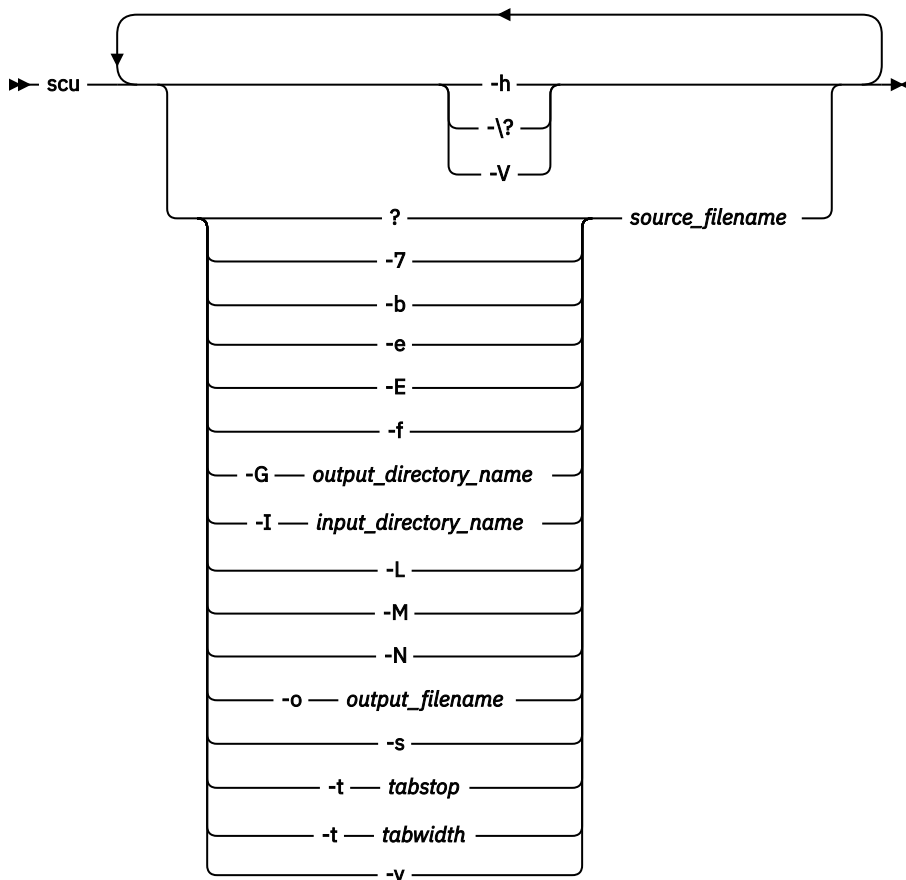 scu
-h
-\?
-V
? source_filename
-7
-b
-e
-E
-f
-G output_directory_name
-I input_directory_name
-L
-M
-N
-o output_filename
-s
-t tabstop
-t tabwidth
-v